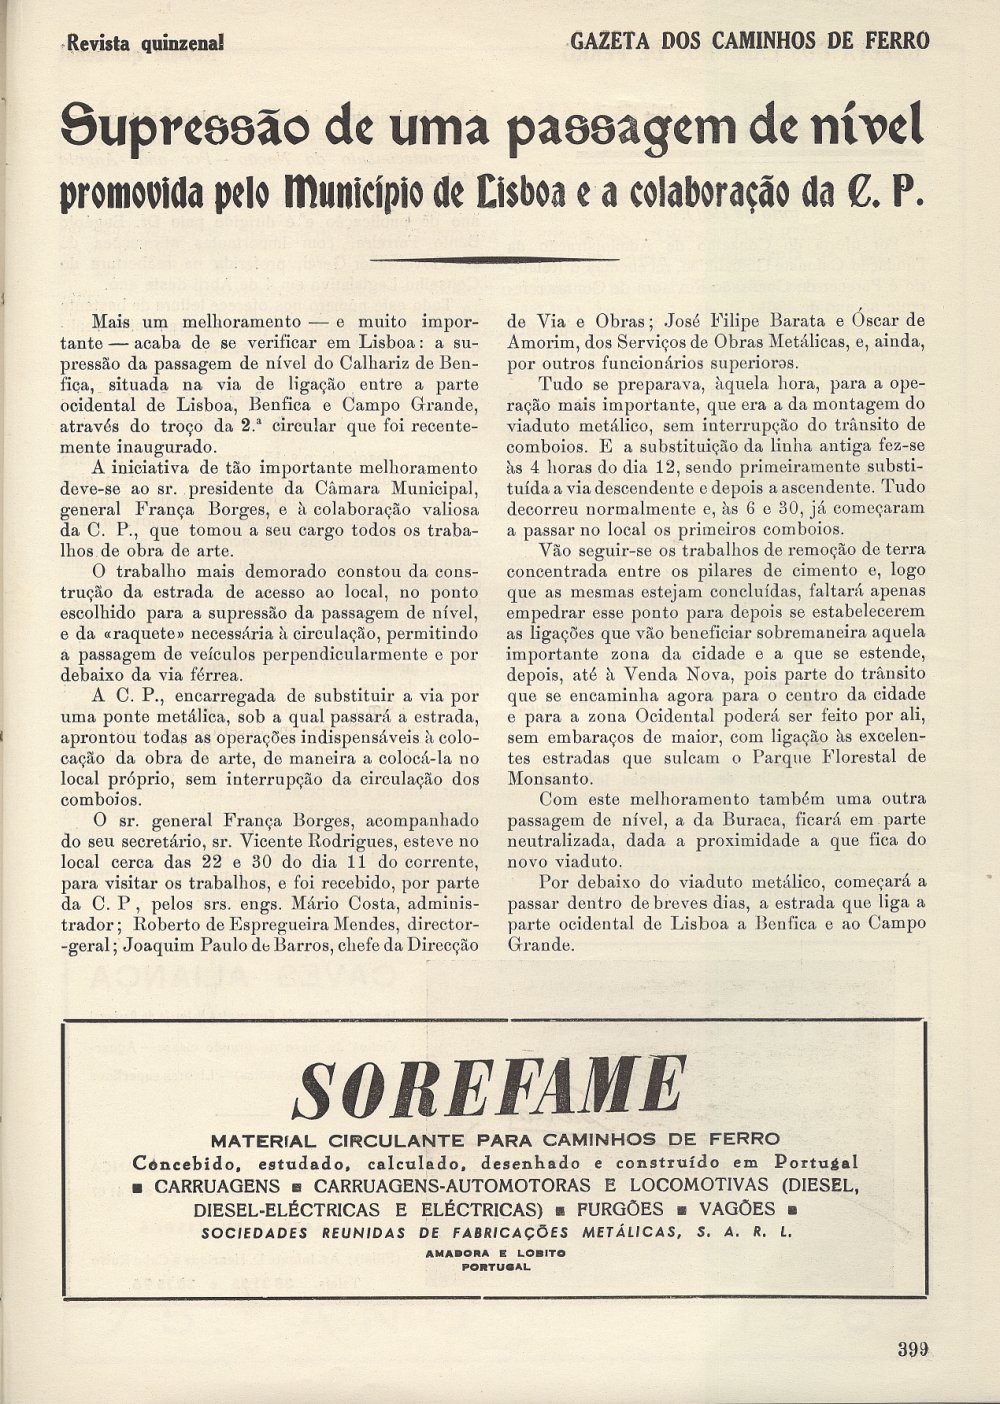 Revista quinzenal
GAZETA DOS CAMINHOS DE FERRO
Supressão de uma passagem de nível
promovida pelo Município de Lisboa e a colaboração da C. P.
Mais um melhoramento — e muito impor-
tante — acaba de se verificar em Lisboa: a su-
pressão da passagem de nível do Calhariz de Ben-
fica, situada na via de ligação entre a parte
ocidental de Lisboa, Benfica e Campo Grande,
através do troço da 2.ª circular que foi recente-
mente inaugurado.
A iniciativa de tão importante melhoramento
deve-se ao sr. presidente da Câmara Municipal,
general França Borges, e à colaboração valiosa
da C. P., que tomou a seu cargo todos os traba-
lhos de obra de arte.
O trabalho mais demorado constou da cons-
trução da estrada de acesso ao local, no ponto
escolhido para a supressão da passagem de nível,
e da «raquete» necessária à circulação, permitindo
a passagem de veículos perpendicularmente e por
debaixo da via férrea.
A C. P., encarregada de substituir a via por
uma ponte metálica, sob a qual passará a estrada,
aprontou todas as operações indispensáveis à colo-
cação da obra de arte, de maneira a colocá-la no
local próprio, sem interrupção da circulação dos
comboios.
O sr. general França Borges, acompanhado
do seu secretário, sr. Vicente Rodrigues, esteve no
local cerca das 22 e 30 do dia 11 do corrente,
para visitar os trabalhos, e foi recebido, por parte
da C. P, pelos srs. engs. Mário Costa, adminis-
trador; Roberto de Espregueira Mendes, director-
-geral; Joaquim Paulo de Barros, chefe da Direcção
de Via e Obras; José Filipe Barata e Óscar de
Amorim, dos Serviços de Obras Metálicas, e, ainda,
por outros funcionários superiores.
Tudo se preparava, àquela hora, para a ope-
ração mais importante, que era a da montagem do
viaduto metálico, sem interrupção do trânsito de
comboios. E a substituição da linha antiga fez-se
às 4 horas do dia 12, sendo primeiramente substi-
tuída a via descendente e depois a ascendente. Tudo
decorreu normalmente e, às 6 e 30, já começaram
a passar no local os primeiros comboios.
Vão seguir-se os trabalhos de remoção de terra
concentrada entre os pilares de cimento e, logo
que as mesmas estejam concluídas, faltará apenas
empedrar esse ponto para depois se estabelecerem
as ligações que vão beneficiar sobremaneira aquela
importante zona da cidade e a que se estende,
depois, até à Venda Nova, pois parte do trânsito
que se encaminha agora para o centro da cidade
e para a zona Ocidental poderá ser feito por ali,
sem embaraços de maior, com ligação às excelen-
tes estradas que sulcam o Parque Florestal de
Monsanto.
Com este melhoramento também uma outra
passagem de nível, a da Buraca, ficará em parte
neutralizada, dada a proximidade a que fica do
novo viaduto.
Por debaixo do viaduto metálico, começará a
passar dentro de breves dias, a estrada que liga a
parte ocidental de Lisboa a Benfica e ao Campo
Grande.
SOREFAME
MATERIAL CIRCULANTE PARA CAMINHOS DE FERRO
Concebido, estudado, calculado, desenhado e construído em Portugal
■ CARRUAGENS ■ CARRUAGENS-AUTOMOTORAS E LOCOMOTIVAS (DIESEL,
DIESEL-ELÉCTRICAS E ELÉCTRICAS) ■ FURGÕES ■ VAGÕES ■
SOCIEDADES REUNIDAS DE FABRICAÇÕES METÁLICAS, S. A. R. L.
AMADORA E LOBITO
PORTUGAL
399